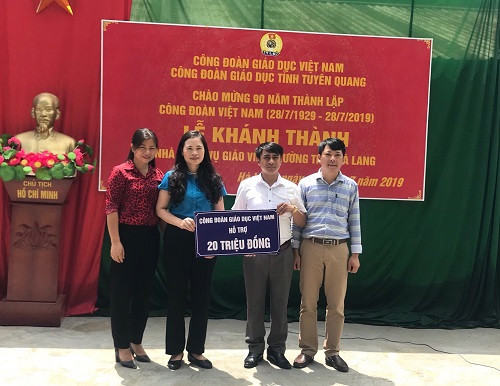 CÔNG ĐOÀN GIÁO DỤC VIỆT NAM
CÔNG ĐOÀN GIÁO DỤC TỈNH TUYÊN QUANG
CHÀO MỪNG 90 NĂM THÀNH LẬP
CÔNG ĐOÀN VIỆT NAM (28/7/1929 - 28/7/2019)
LỄ KHÁNH THÀNH
LANG
2019
CHỦ TỊCH
HỒ CHÍ MINH
CÔNG ĐOÀN GIÁO DỤC VIỆT NAM
HỖ TRỢ
20 TRIỆU ĐỒNG